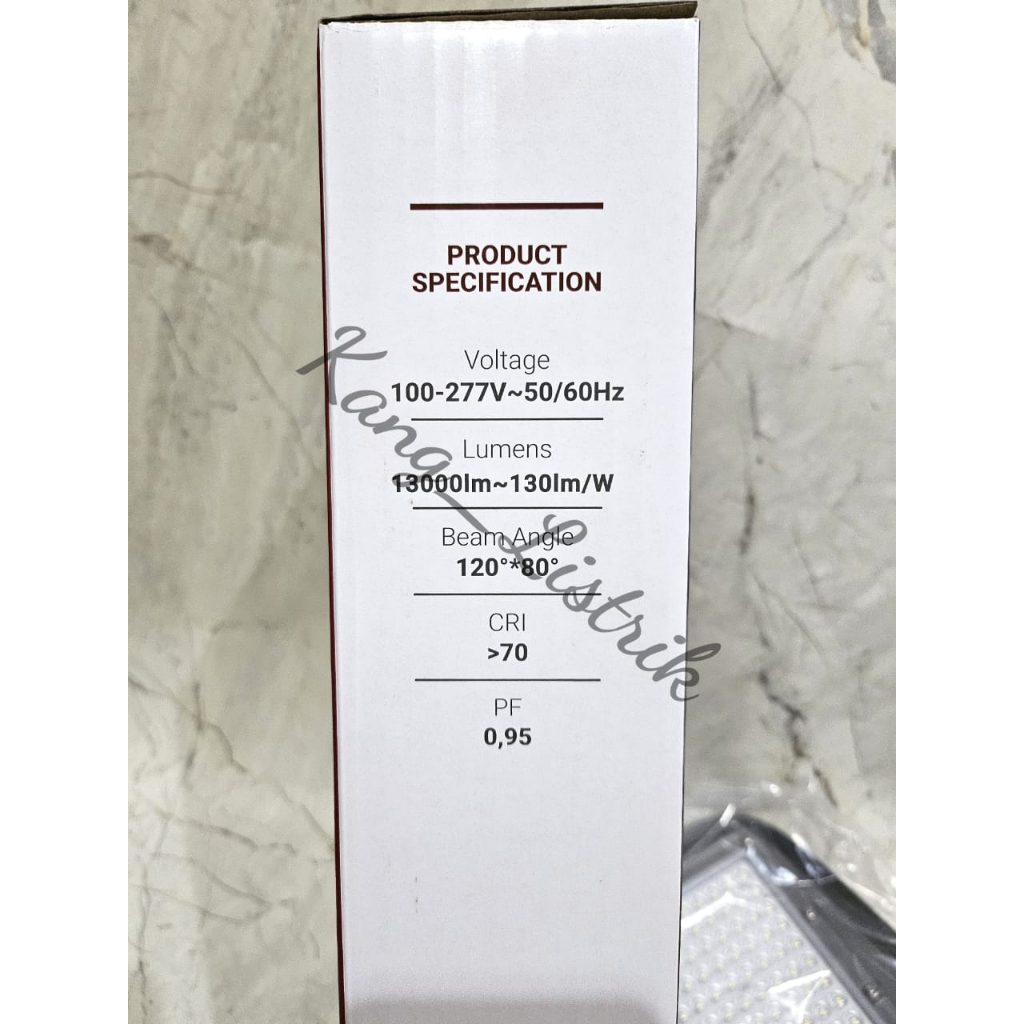 PRODUCT
SPECIFICATION
Voltage
100-277V~50/60Hz
Lumens
13000lm~130lm/W
Beam Angle
120°*80°
CRI
>70
PF
0,95
Kang_Listrik